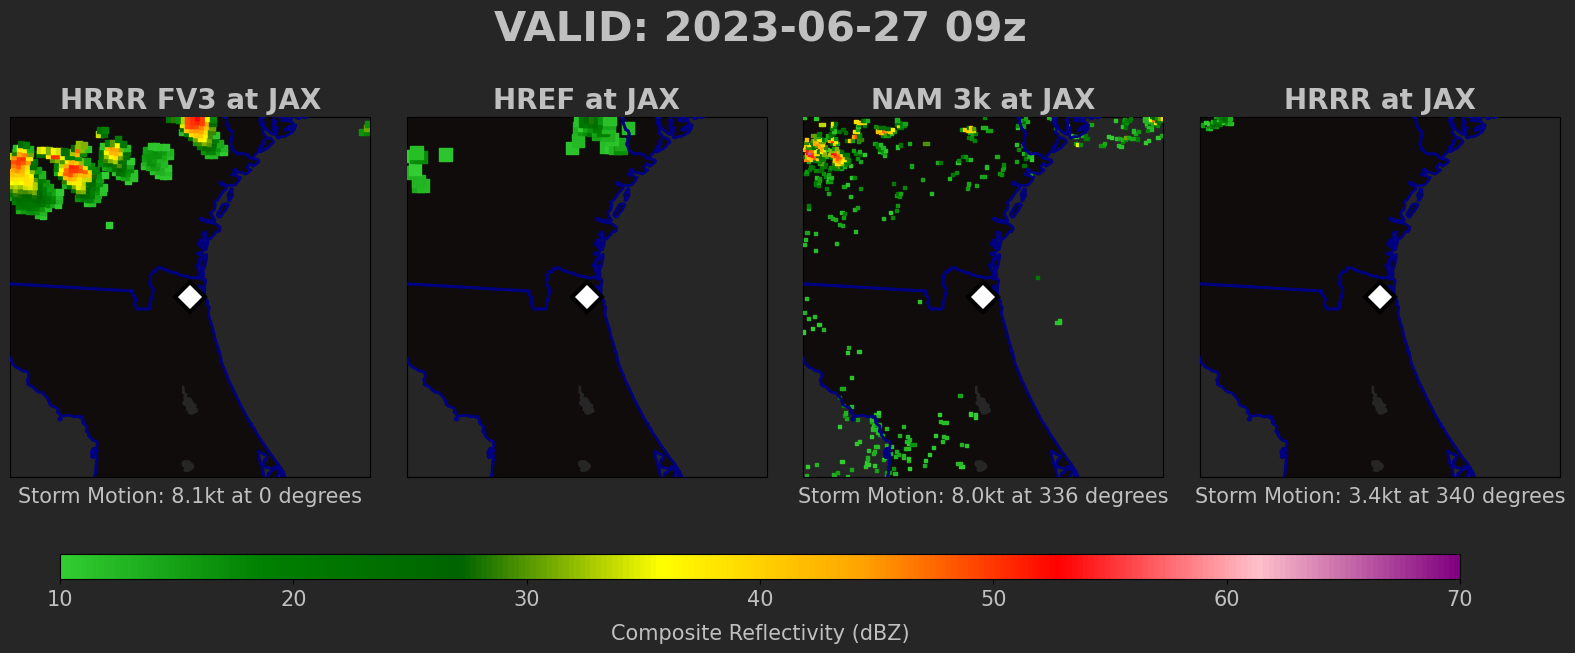 VALID: 2023-06-27 09z
HRRR FV3 at JAX
HREF at JAX
NAM 3k at JAX
HRRR at JAX
Storm Motion: 8.1kt at 0 degrees
Storm Motion: 8.0kt at 336 degrees
Storm Motion: 3.4kt at 340 degrees
10 20 30 40 50 60 70
Composite Reflectivity (dBZ)